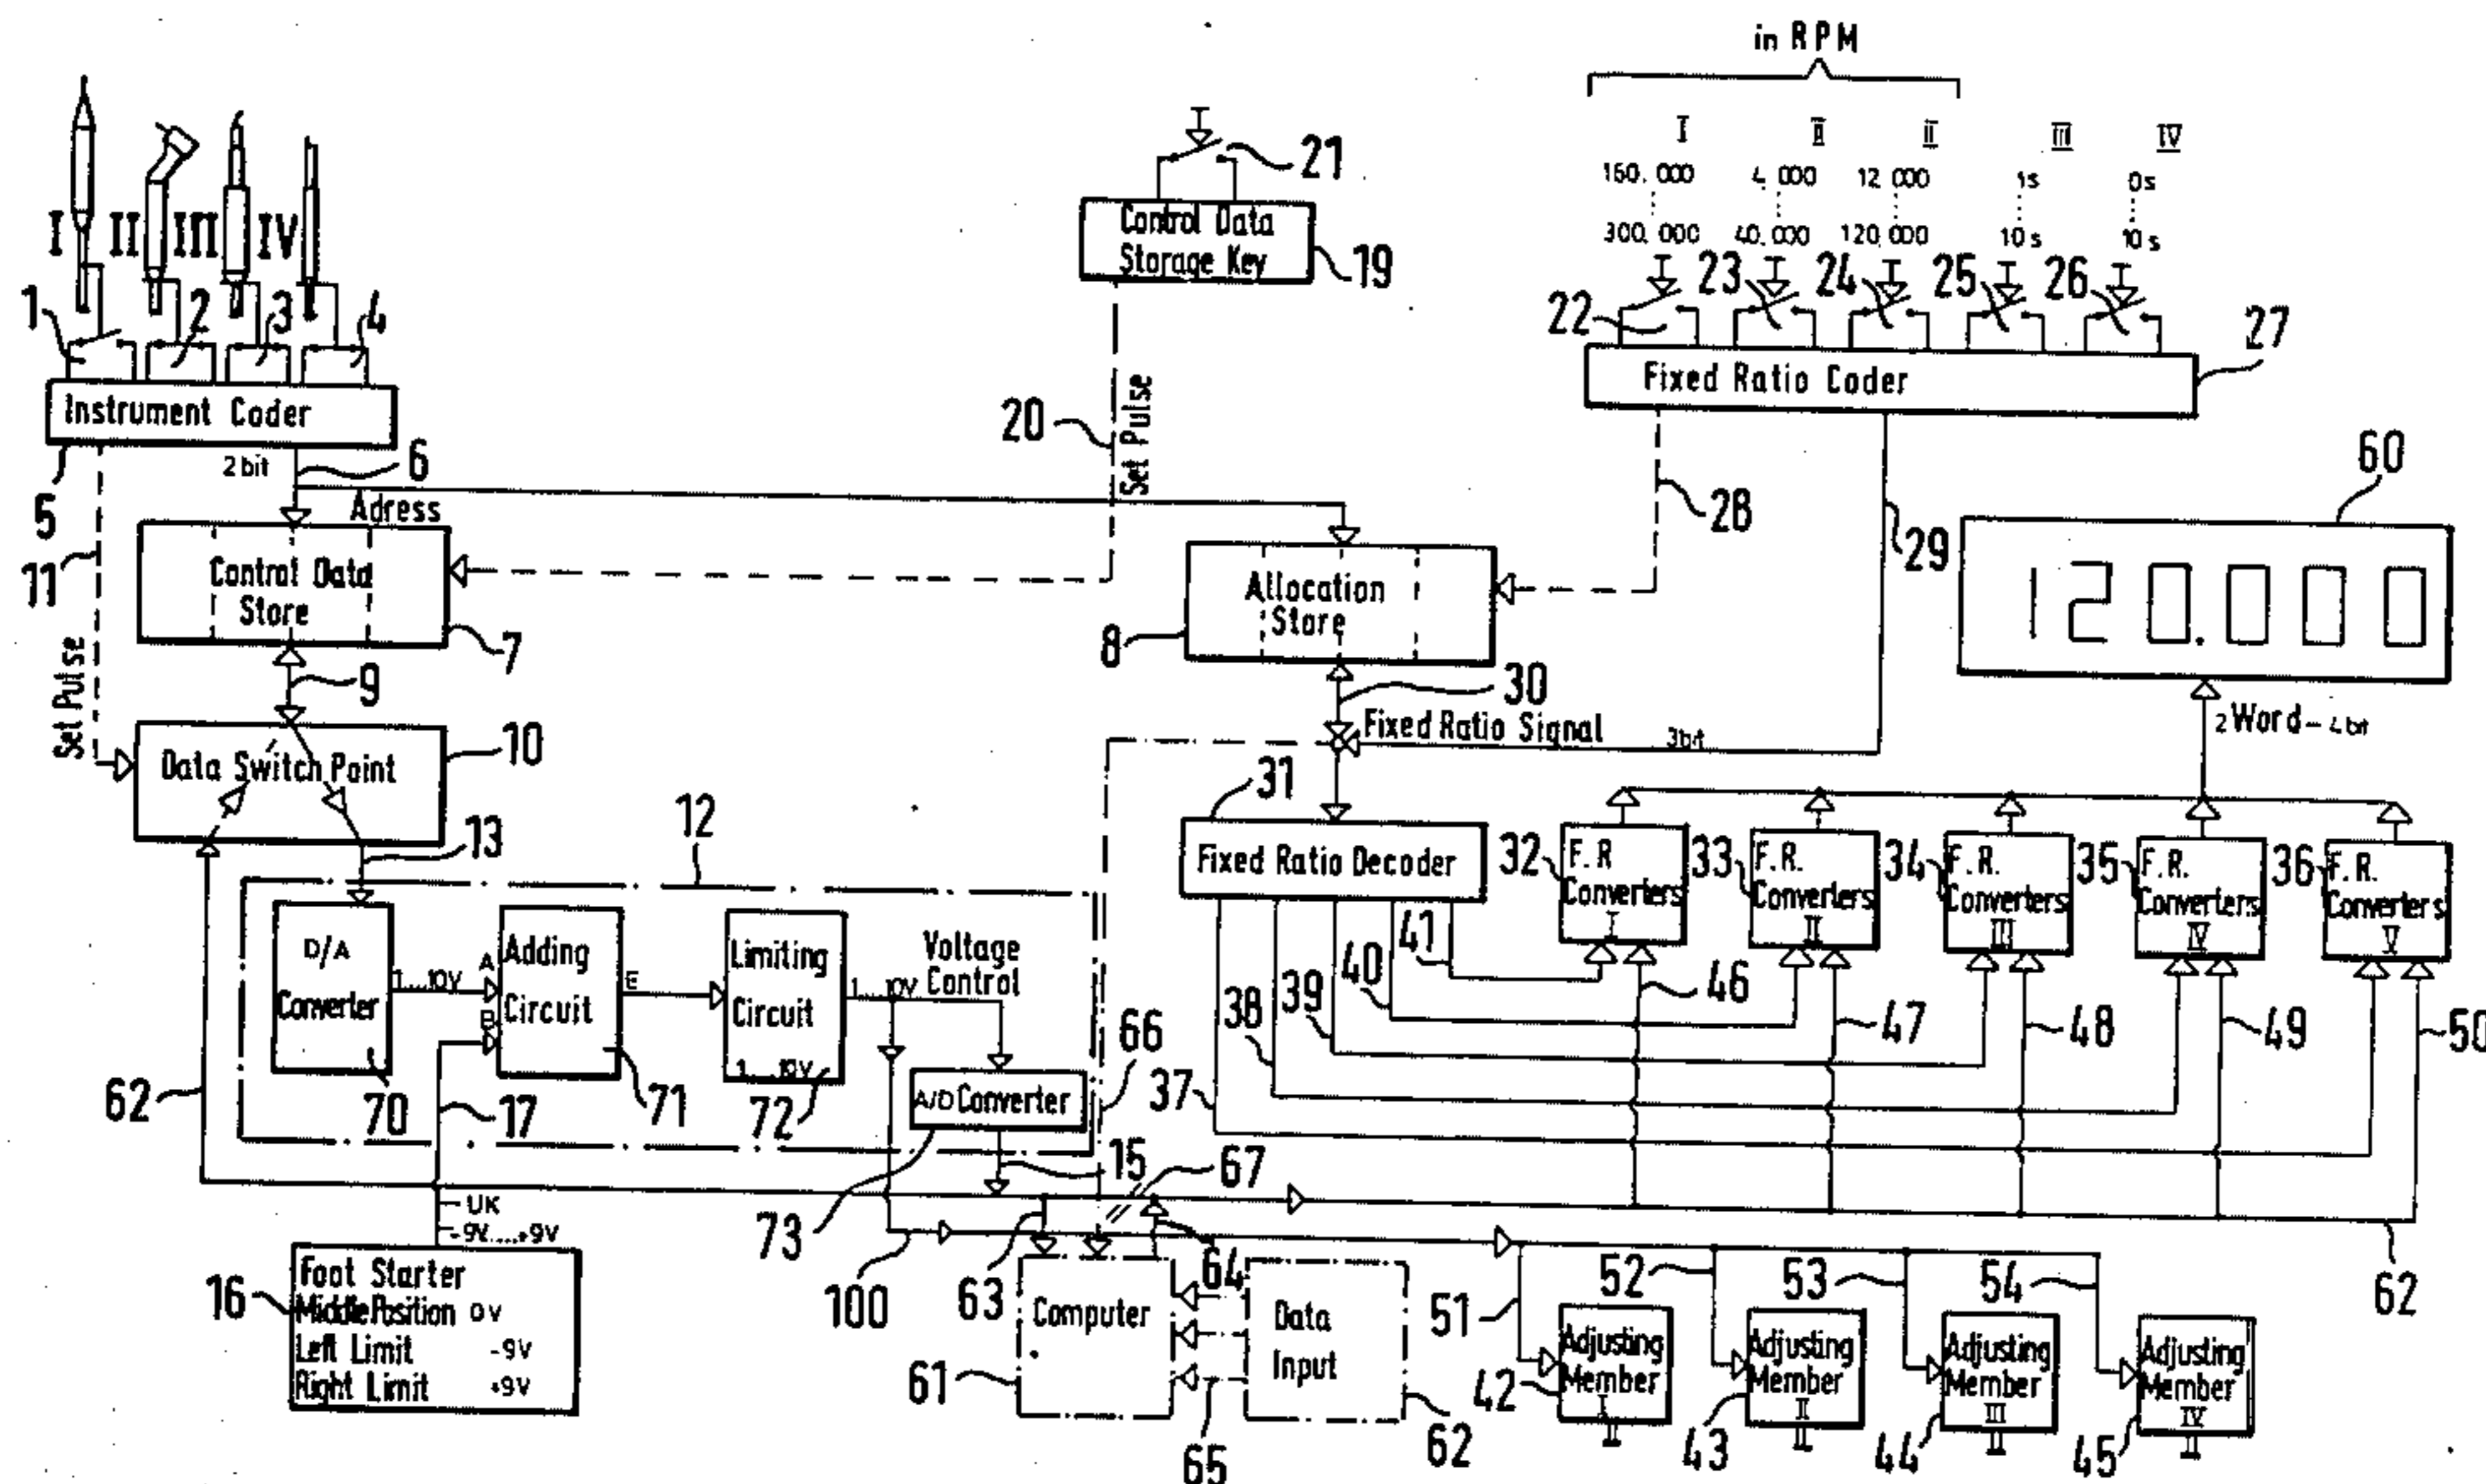 in RPM
I II II III IV
160.000 4.000 12 000 1s 0s
300.000 40.000 120.000 10s 10s
I II III IV
1 2 3 4
21
Control Data
Storage Key
19
22 23 24 25 26
27
Fixed Ratio Coder
Instrument Coder
5
2 bit
6
11
Set Pulse
20
Set Pulse
28
29
60
Adress
Control Data
Store
7
Allocation
Store
8
120.000
9
30
Data Switch Point
10
Fixed Ratio Signal
3bit
2 Word - 4 bit
13
12
31
Fixed Ratio Decoder
32
F.R
Converters
I
33
F.R.
Converters
II
34
F.R.
Converters
III
35
F.R.
Converters
IV
36
F.R.
Converters
V
D/A
Converter
70
1....10V
A
B
Adding
Circuit
71
E
Limiting
Circuit
1....10V
72
1....10V
Voltage
Control
A/D Converter
73
66
37 38 39 40 41
46 47 48 49 50
62
17
15
67
UK
-9V....+9V
16
Foot Starter
Middle Position 0V
Left Limit -9V
Right Limit +9V
100
63
64
Computer
61
Data
Input
62
65
51 52 53 54
62
Adjusting
Member
I
42
Adjusting
Member
II
43
Adjusting
Member
III
44
Adjusting
Member
IV
45